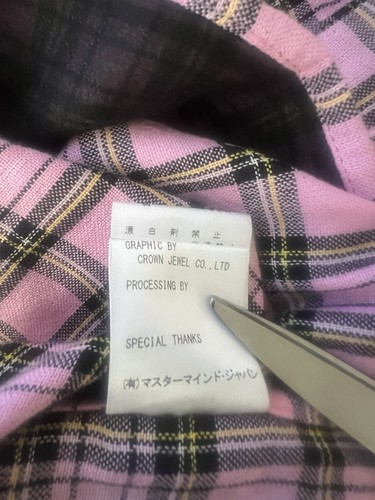 漂白剤禁止
GRAPHIC BY
CROWN JEWEL CO.,LTD
PROCESSING BY
SPECIAL THANKS
(有)マスターマインド・ジャパン